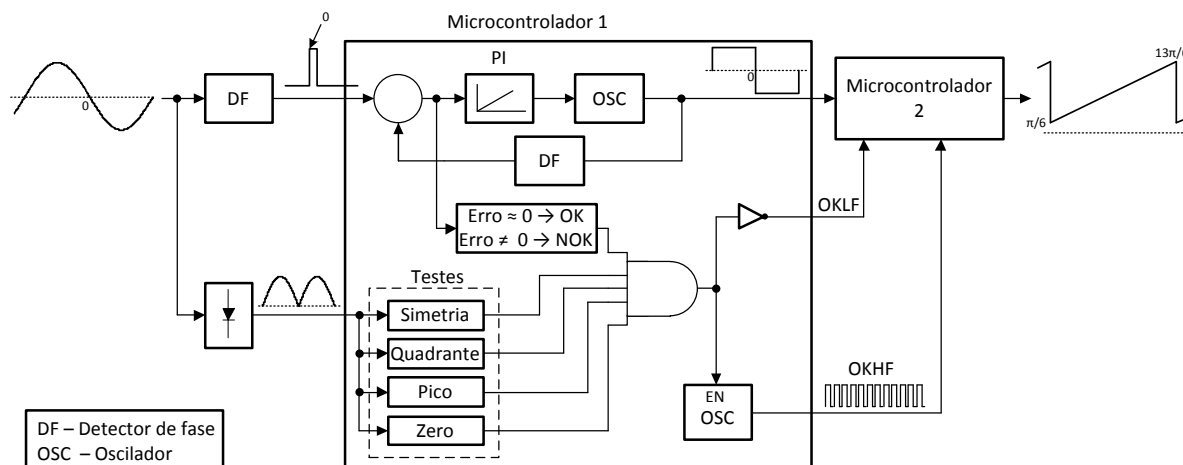 0
Microcontrolador 1
0
DF
PI
OSC
0
DF
Microcontrolador
2
13π/6
π/6
Erro ≈ 0 → OK
Erro ≠ 0 → NOK
OKLF
Testes
Simetria
Quadrante
Pico
Zero
EN
OSC
OKHF
DF – Detector de fase
OSC – Oscilador